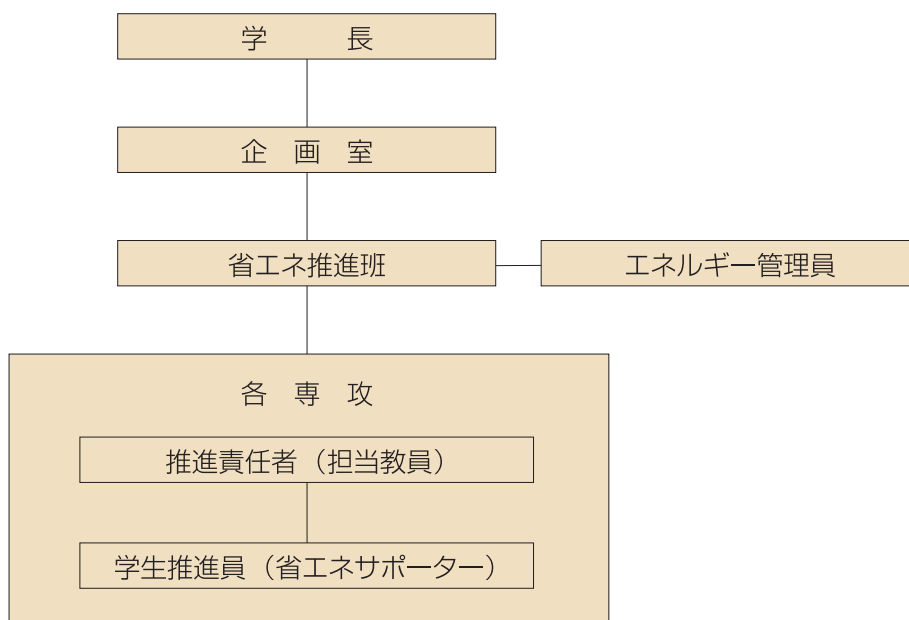 学長
企画室
省エネ推進班
エネルギー管理員
各専攻
推進責任者（担当教員）
学生推進員（省エネサポーター）